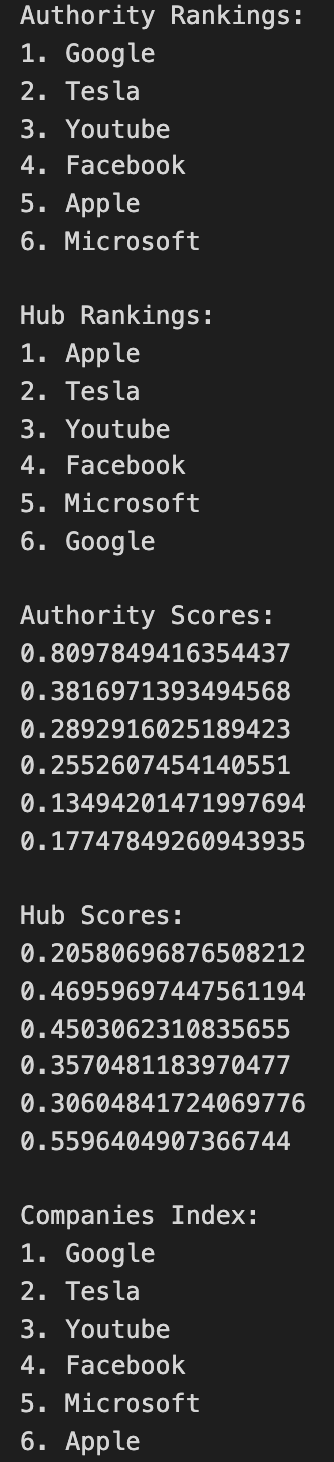 Authority Rankings:
1. Google
2. Tesla
3. Youtube
4. Facebook
5. Apple
6. Microsoft
Hub Rankings:
1. Apple
2. Tesla
3. Youtube
4. Facebook
5. Microsoft
6. Google
Authority Scores:
0.8097849416354437
0.3816971393494568
0.2892916025189423
0.2552607454140551
0.13494201471997694
0.17747849260943935
Hub Scores:
0.20580696876508212
0.46959697447561194
0.4503062310835655
0.3570481183970477
0.30604841724069776
0.5596404907366744
Companies Index:
1. Google
2. Tesla
3. Youtube
4. Facebook
5. Microsoft
6. Apple